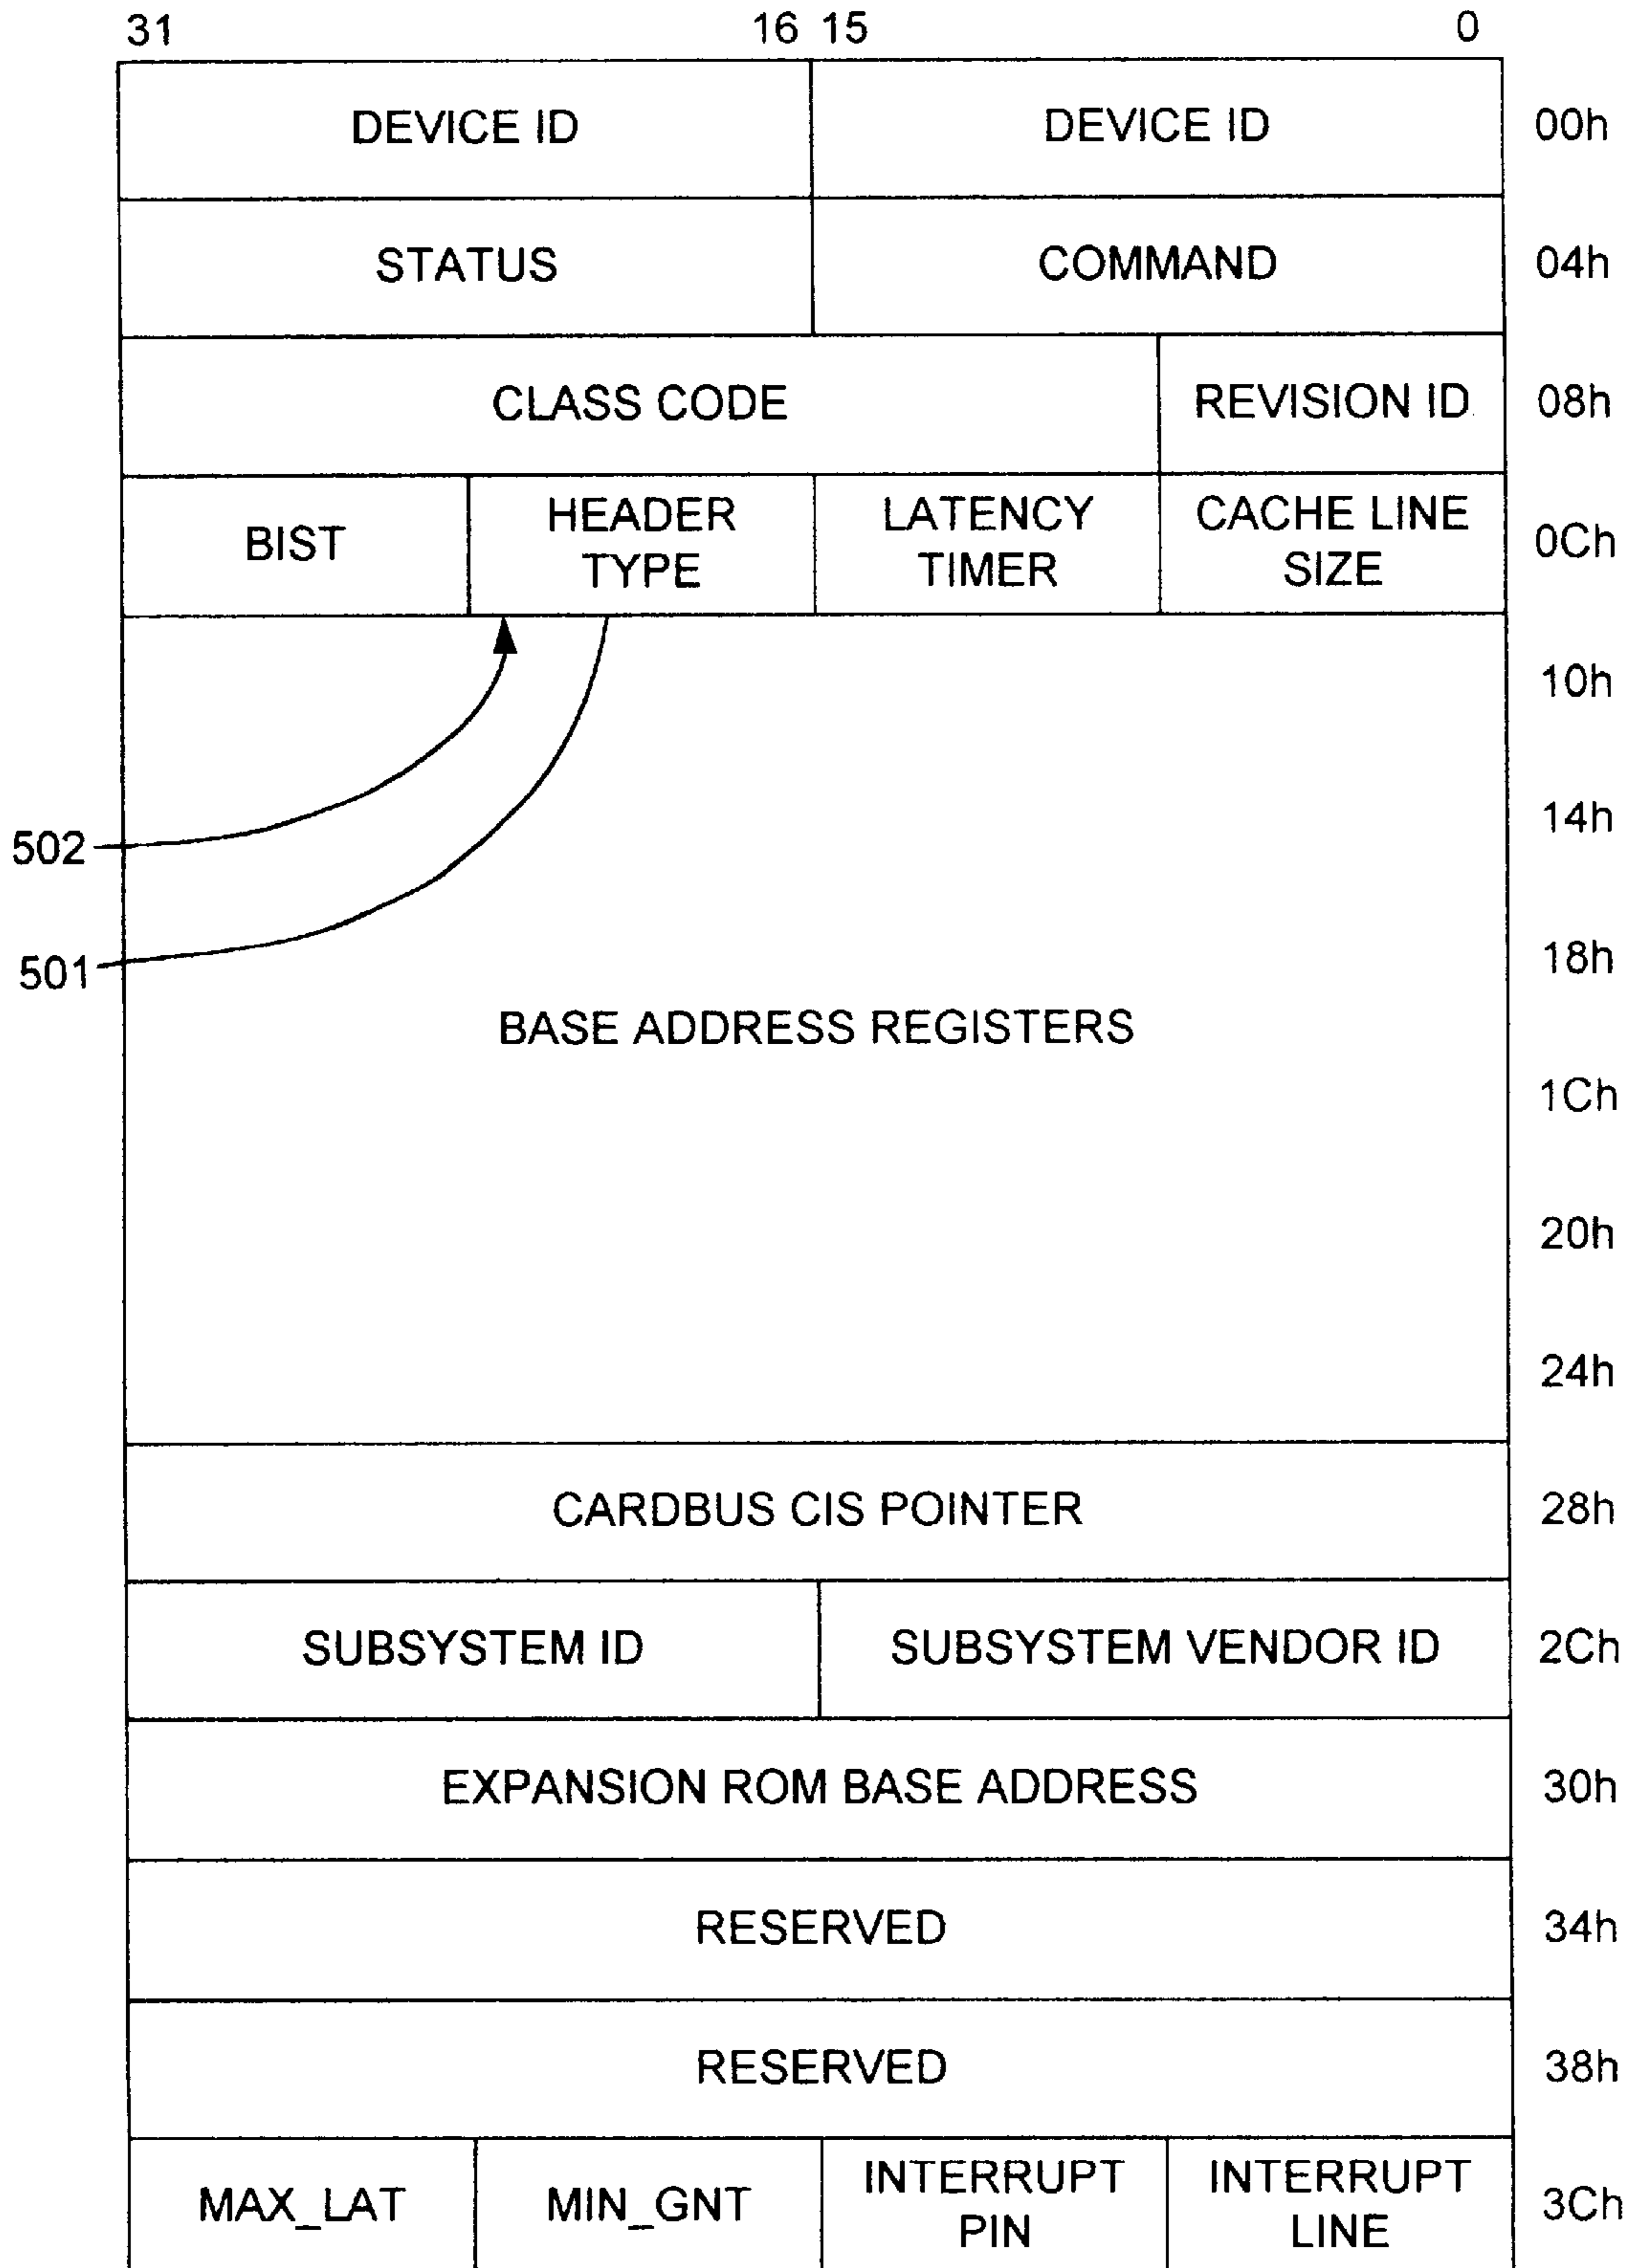 31 16 15 0
DEVICE ID DEVICE ID 00h
STATUS COMMAND 04h
CLASS CODE REVISION ID 08h
BIST HEADER TYPE LATENCY TIMER CACHE LINE SIZE 0Ch
10h
502 14h
501 18h
BASE ADDRESS REGISTERS
1Ch
20h
24h
CARDBUS CIS POINTER 28h
SUBSYSTEM ID SUBSYSTEM VENDOR ID 2Ch
EXPANSION ROM BASE ADDRESS 30h
RESERVED 34h
RESERVED 38h
MAX_LAT MIN_GNT INTERRUPT PIN INTERRUPT LINE 3Ch